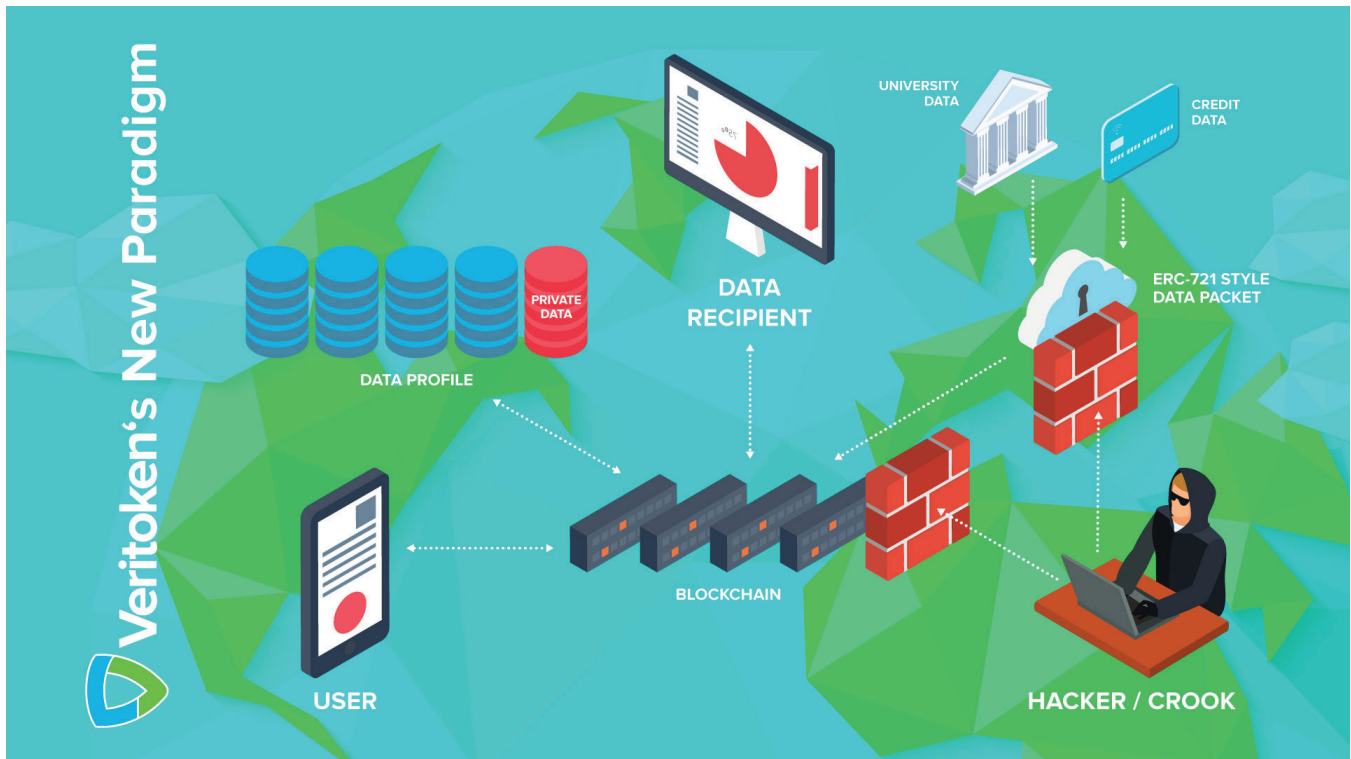 Veritoken's New Paradigm
UNIVERSITY
DATA
CREDIT
DATA
PRIVATE
DATA
DATA PROFILE
DATA
RECIPIENT
ERC-721 STYLE
DATA PACKET
BLOCKCHAIN
USER
HACKER / CROOK